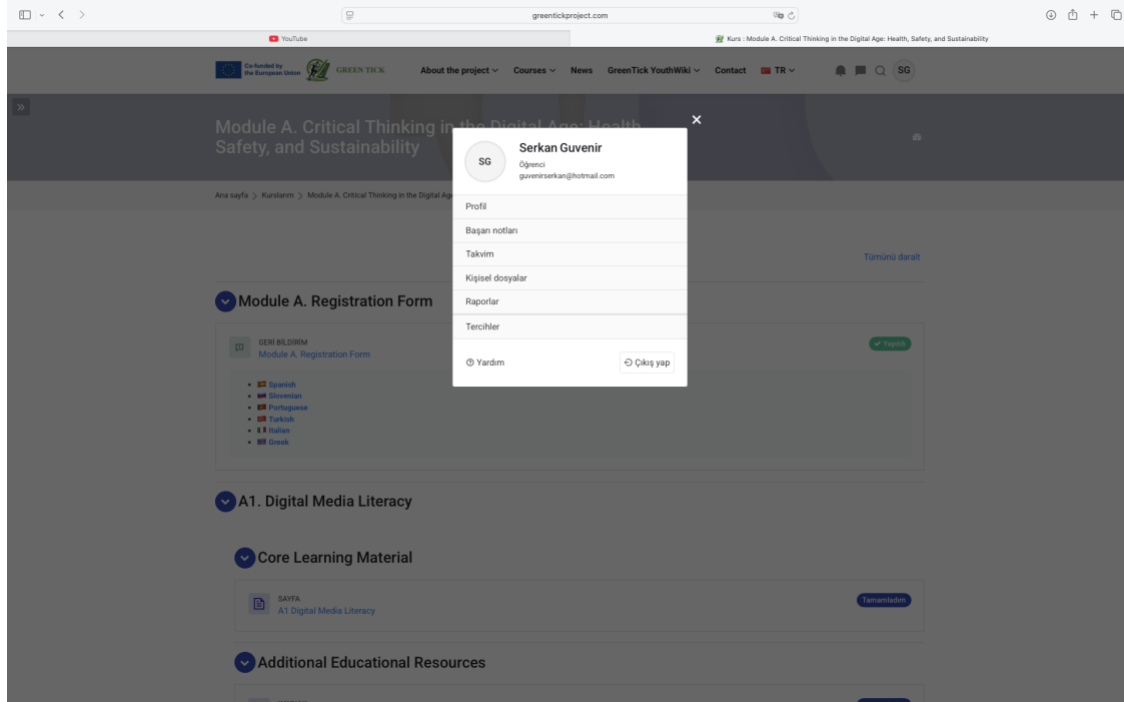 greentickproject.com
YouTube
Kurs : Module A. Critical Thinking in the Digital Age: Health, Safety, and Sustainability
Co-funded by
the European Union
GREEN TICK
About the project
Courses
News
GreenTick YouthWiki
Contact
TR
SG
Module A. Critical Thinking in the Digital Age: Health,
Safety, and Sustainability
Ana sayfa > Kurslarım > Module A. Critical Thinking in the Digital Ag
SG
Serkan Guvenir
Öğrenci
guvenirserkan@hotmail.com
Profil
Başarı notları
Takvim
Kişisel dosyalar
Raporlar
Tercihler
Yardım
Çıkış yap
Tümünü daralt
Module A. Registration Form
GERİ BİLDİRİM
Module A. Registration Form
Yapıldı
Spanish
Slovenian
Portuguese
Turkish
Italian
Greek
A1. Digital Media Literacy
Core Learning Material
SAYFA
A1 Digital Media Literacy
Tamamladım
Additional Educational Resources